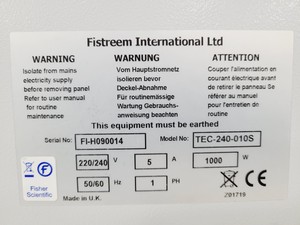 Fistreem International Ltd
WARNING
Isolate from mains
electricity supply
before removing panel
Refer to user manual
for routine
maintenance
WARNUNG
Vom Hauptstromnetz
isolieren bevor
Deckel-Abnahme
Für routinemässige
Wartung Gebrauchs-
anweisung beachten
ATTENTION
Couper l'alimentation en
courant électrique avant
de retirer le panneau Se
référer au manuel
pour l'entretien de
routine
This equipment must be earthed
Serial No: FI-H090014 Model No: TEC-240-010S
220/240 V 5 A 1000 W
50/60 Hz 1 PH
Fisher
Scientific
Made in U.K.
Z01719